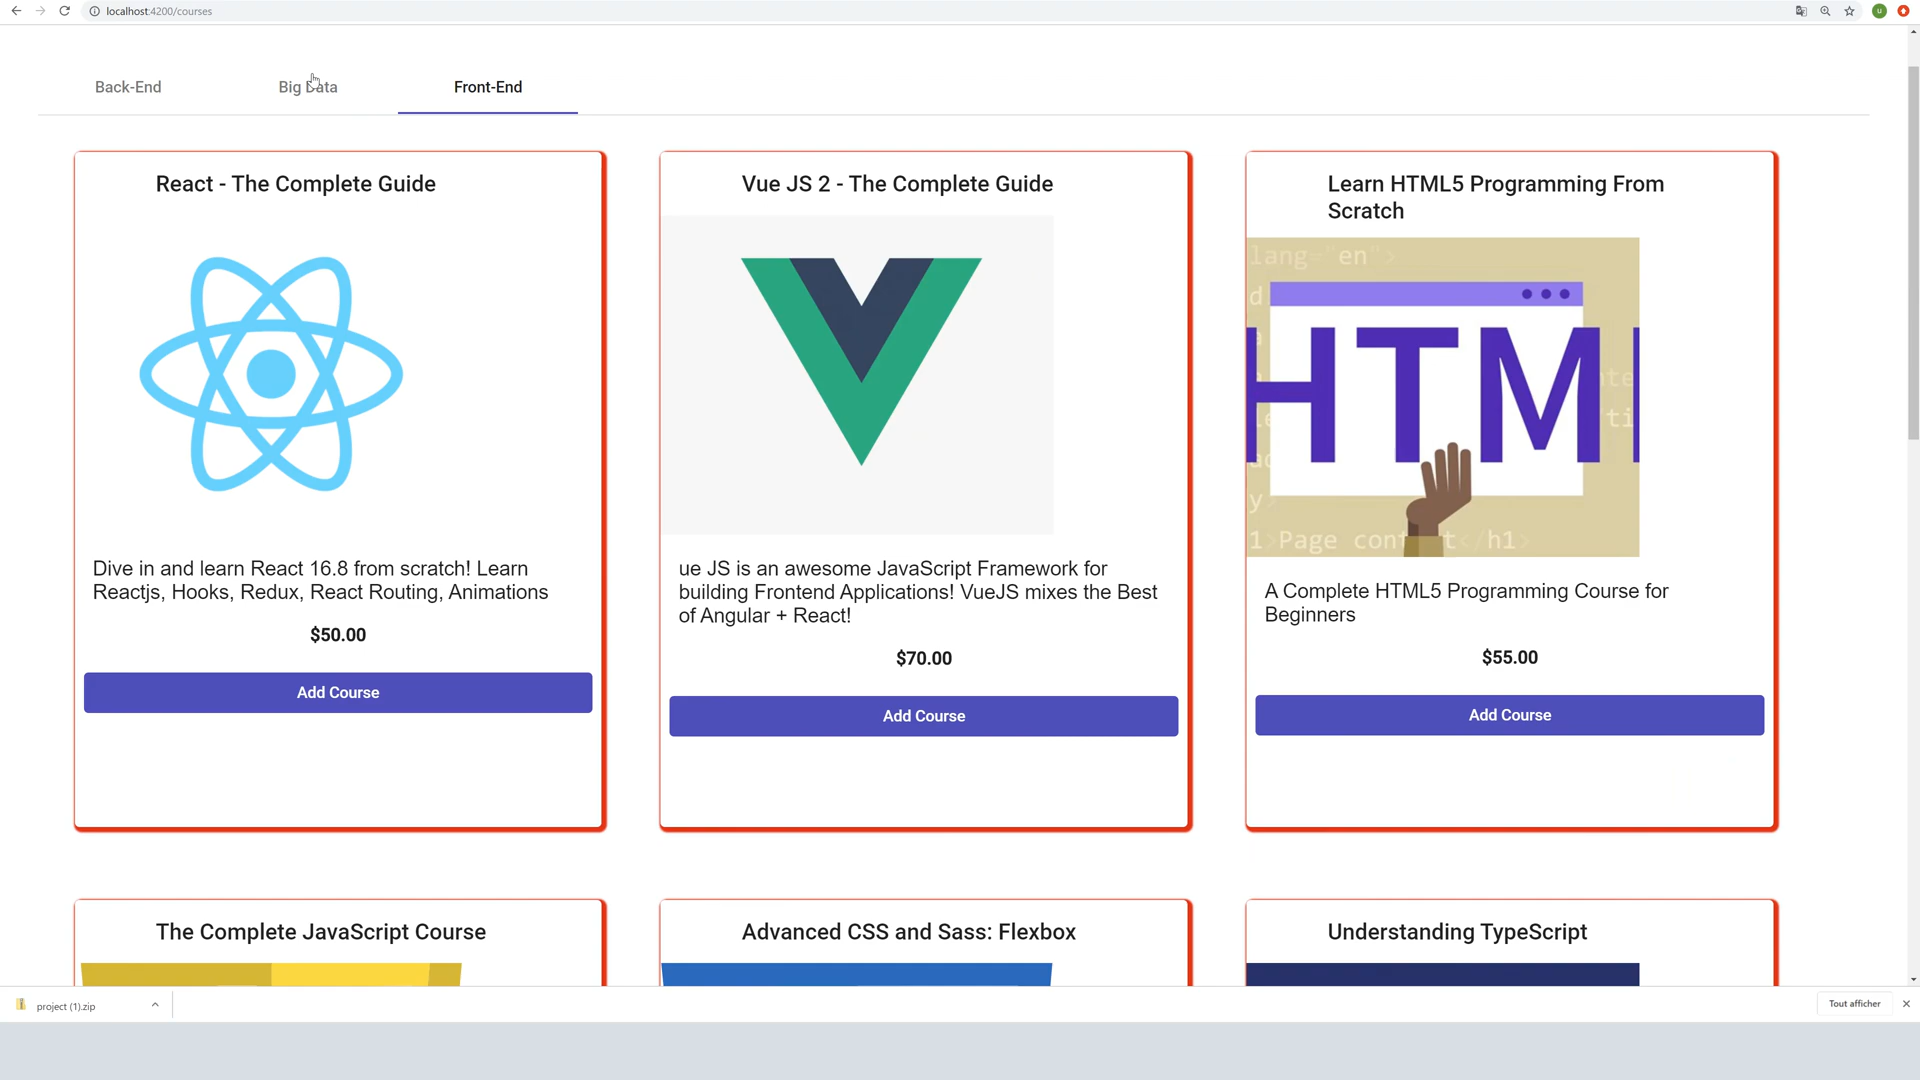 localhost:4200/courses
u
Back-End
Big Data
Front-End
React - The Complete Guide
Vue JS 2 - The Complete Guide
Learn HTML5 Programming From
Scratch
lang="en">
HTM
1>Page content</h1>
Dive in and learn React 16.8 from scratch! Learn
Reactjs, Hooks, Redux, React Routing, Animations
$50.00
Add Course
ue JS is an awesome JavaScript Framework for
building Frontend Applications! VueJS mixes the Best
of Angular + React!
$70.00
Add Course
A Complete HTML5 Programming Course for
Beginners
$55.00
Add Course
The Complete JavaScript Course
Advanced CSS and Sass: Flexbox
Understanding TypeScript
project (1).zip
Tout afficher